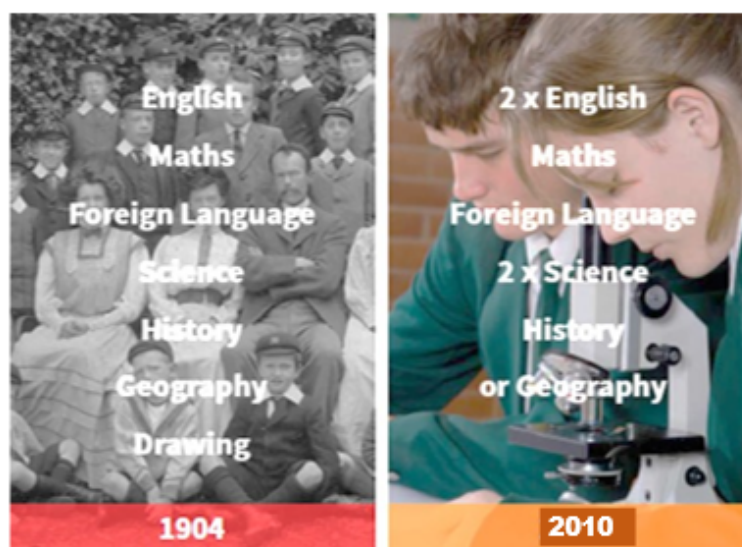 English
Maths
Foreign Language
Science
History
Geography
Drawing
1904
2 x English
Maths
Foreign Language
2 x Science
History
or Geography
2010